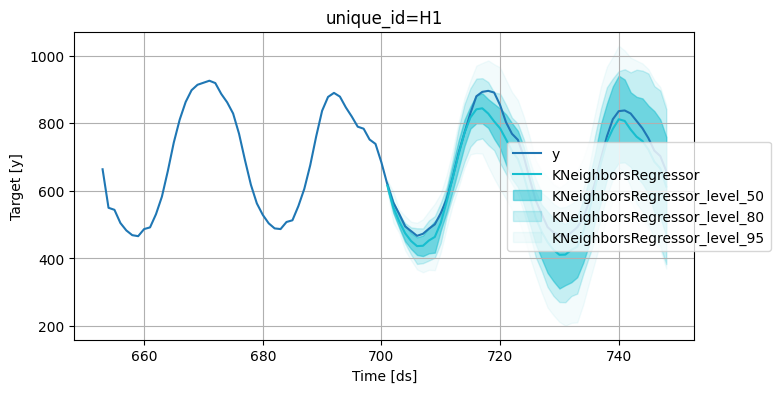 unique_id=H1
Target [y]
1000
800
600
400
200
y
KNeighborsRegressor
KNeighborsRegressor_level_50
KNeighborsRegressor_level_80
KNeighborsRegressor_level_95
660
680
700
720
740
Time [ds]